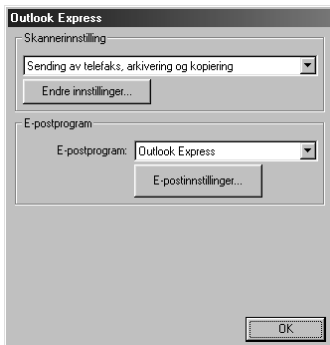 Outlook Express
Skannerinnstilling
Sending av telefaks, arkivering og kopiering
Endre innstillinger...
E-postprogram
E-postprogram: Outlook Express
E-postinnstillinger...
OK